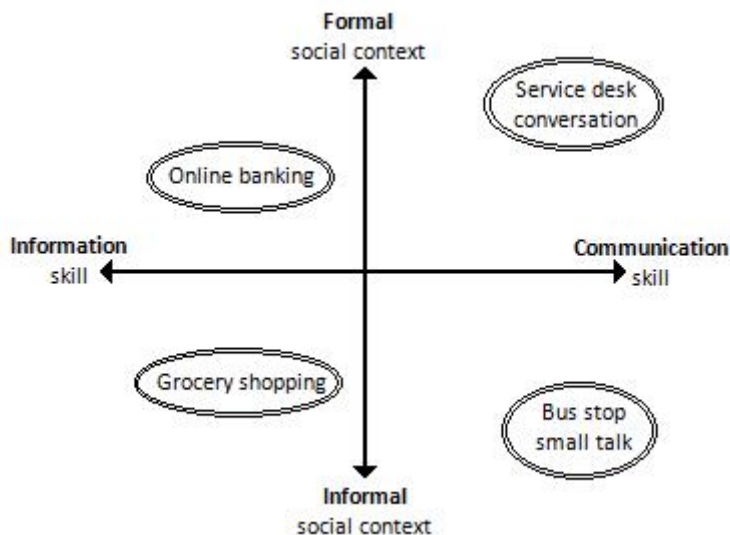 Formal
social context
Service desk
conversation
Online banking
Information
skill
Communication
skill
Grocery shopping
Bus stop
small talk
Informal
social context